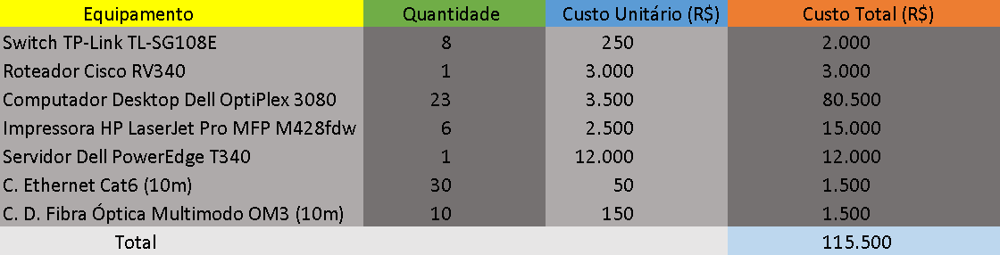 Equipamento Quantidade Custo Unitário (R$) Custo Total (R$)
Switch TP-Link TL-SG108E 8 250 2.000
Roteador Cisco RV340 1 3.000 3.000
Computador Desktop Dell OptiPlex 3080 23 3.500 80.500
Impressora HP LaserJet Pro MFP M428fdw 6 2.500 15.000
Servidor Dell PowerEdge T340 1 12.000 12.000
C. Ethernet Cat6 (10m) 30 50 1.500
C. D. Fibra Óptica Multimodo OM3 (10m) 10 150 1.500
Total 115.500